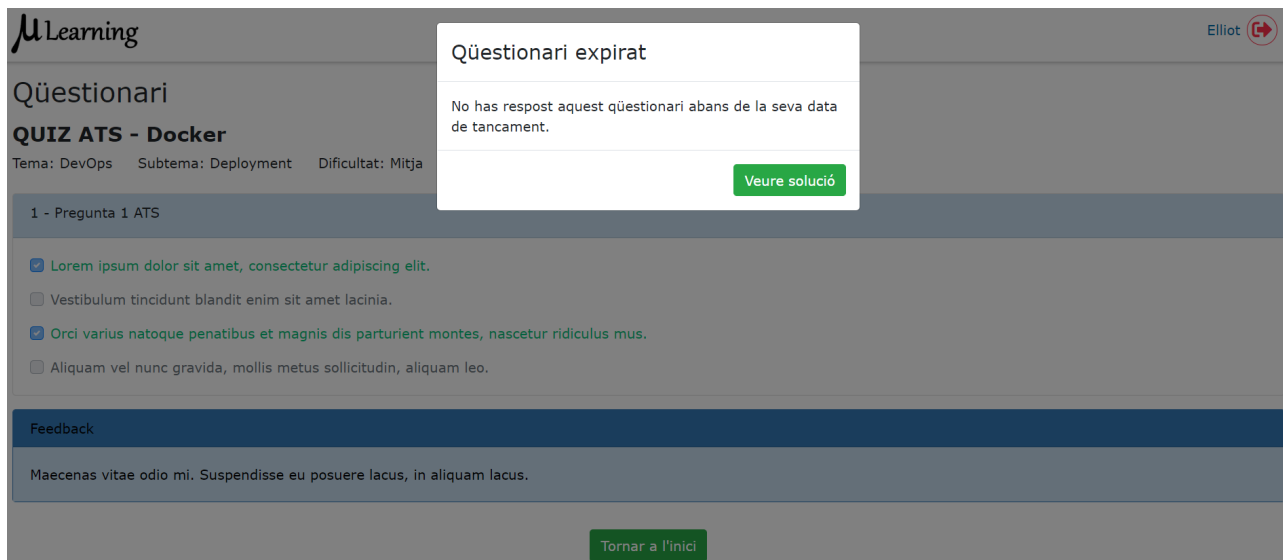 µLearning
Elliot
Qüestionari expirat
No has respost aquest qüestionari abans de la seva data
de tancament.
Veure solució
Qüestionari
QUIZ ATS - Docker
Tema: DevOps Subtema: Deployment Dificultat: Mitja
1 - Pregunta 1 ATS
Lorem ipsum dolor sit amet, consectetur adipiscing elit.
Vestibulum tincidunt blandit enim sit amet lacinia.
Orci varius natoque penatibus et magnis dis parturient montes, nascetur ridiculus mus.
Aliquam vel nunc gravida, mollis metus sollicitudin, aliquam leo.
Feedback
Maecenas vitae odio mi. Suspendisse eu posuere lacus, in aliquam lacus.
Tornar a l'inici